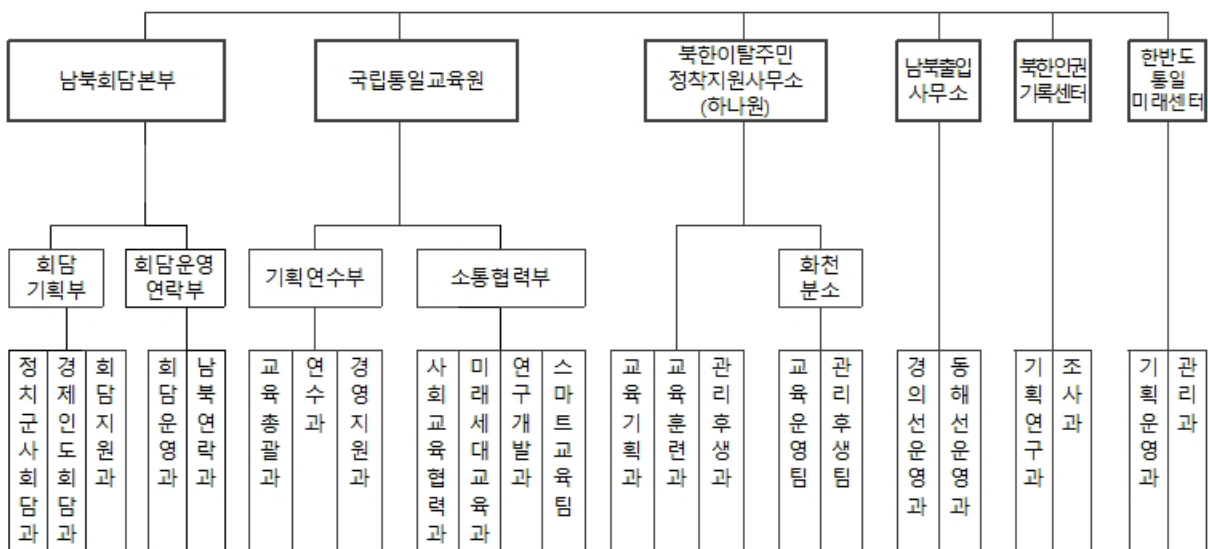 남북회담본부
국립통일교육원
북한이탈주민
정착지원사무소
(하나원)
남북출입
사무소
북한인권
기록센터
한반도
통일
미래센터
회담
기획부
회담운영
연락부
기획연수부
소통협력부
화천
분소
정치군사회담과
경제인도회담과
회담지원과
회담운영과
남북연락과
교육총괄과
연수과
경영지원과
사회교육협력과
미래세대교육과
연구개발과
스마트교육팀
교육기획과
교육훈련과
관리후생과
교육운영팀
관리후생팀
경의선운영과
동해선운영과
기획연구과
조사과
기획운영과
관리과